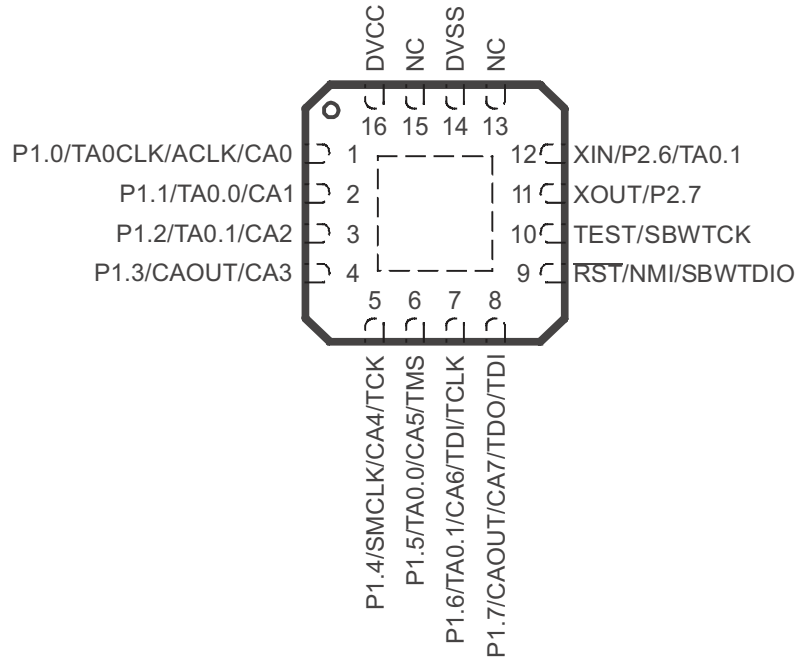 DVCC
NC
DVSS
NC
16 15 14 13
P1.0/TA0CLK/ACLK/CA0 1 12 XIN/P2.6/TA0.1
P1.1/TA0.0/CA1 2 11 XOUT/P2.7
P1.2/TA0.1/CA2 3 10 TEST/SBWTCK
P1.3/CAOUT/CA3 4 9 RST/NMI/SBWTDIO
5 6 7 8
P1.4/SMCLK/CA4/TCK
P1.5/TA0.0/CA5/TMS
P1.6/TA0.1/CA6/TDI/TCLK
P1.7/CAOUT/CA7/TDO/TDI